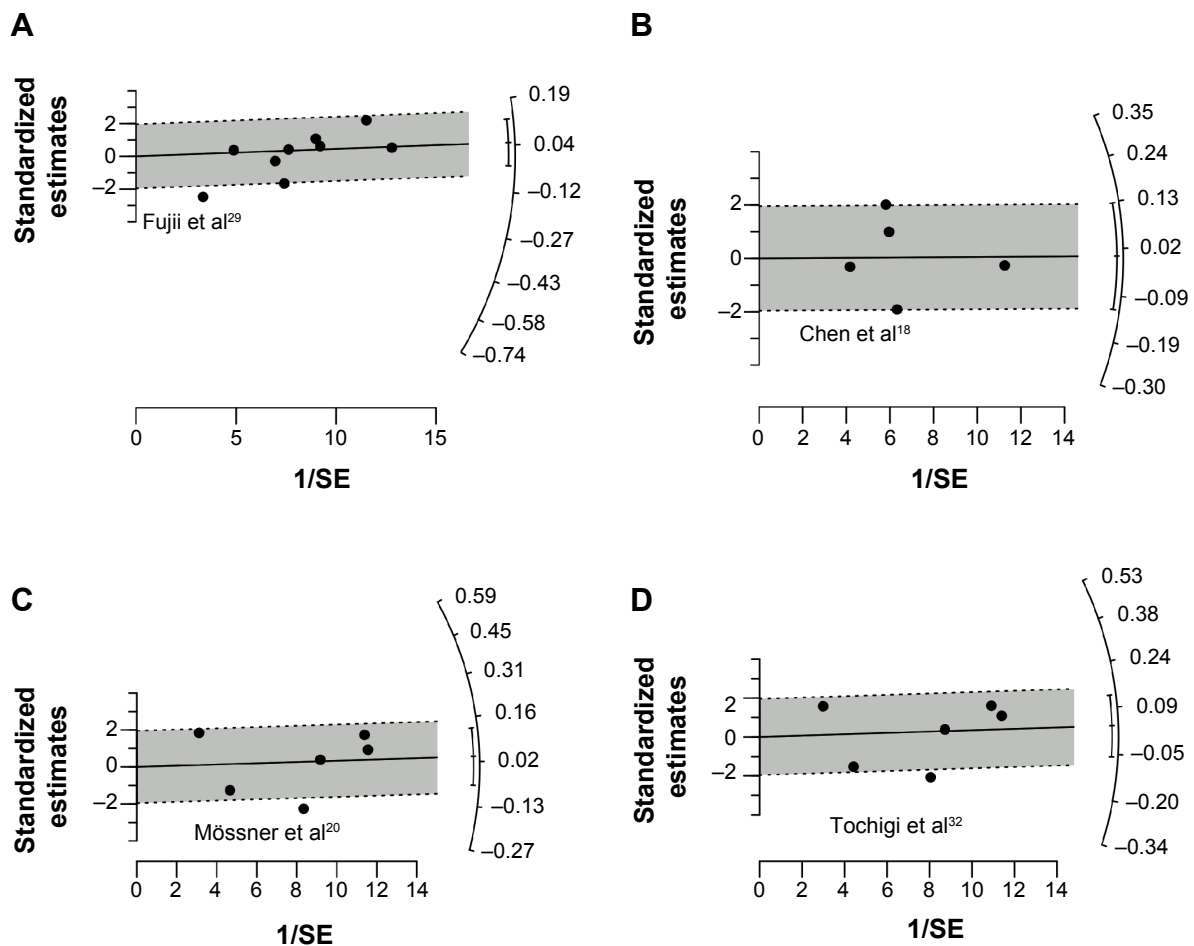 A
Standardized
estimates
2
0
−2
Fujii et al29
0.19
0.04
−0.12
−0.27
−0.43
−0.58
−0.74
0 5 10 15
1/SE
B
Standardized
estimates
2
0
−2
Chen et al18
0.35
0.24
0.13
0.02
−0.09
−0.19
−0.30
0 2 4 6 8 10 12 14
1/SE
C
Standardized
estimates
2
0
−2
Mössner et al20
0.59
0.45
0.31
0.16
0.02
−0.13
−0.27
0 2 4 6 8 10 12 14
1/SE
D
Standardized
estimates
2
0
−2
Tochigi et al32
0.53
0.38
0.24
0.09
−0.05
−0.20
−0.34
0 2 4 6 8 10 12 14
1/SE